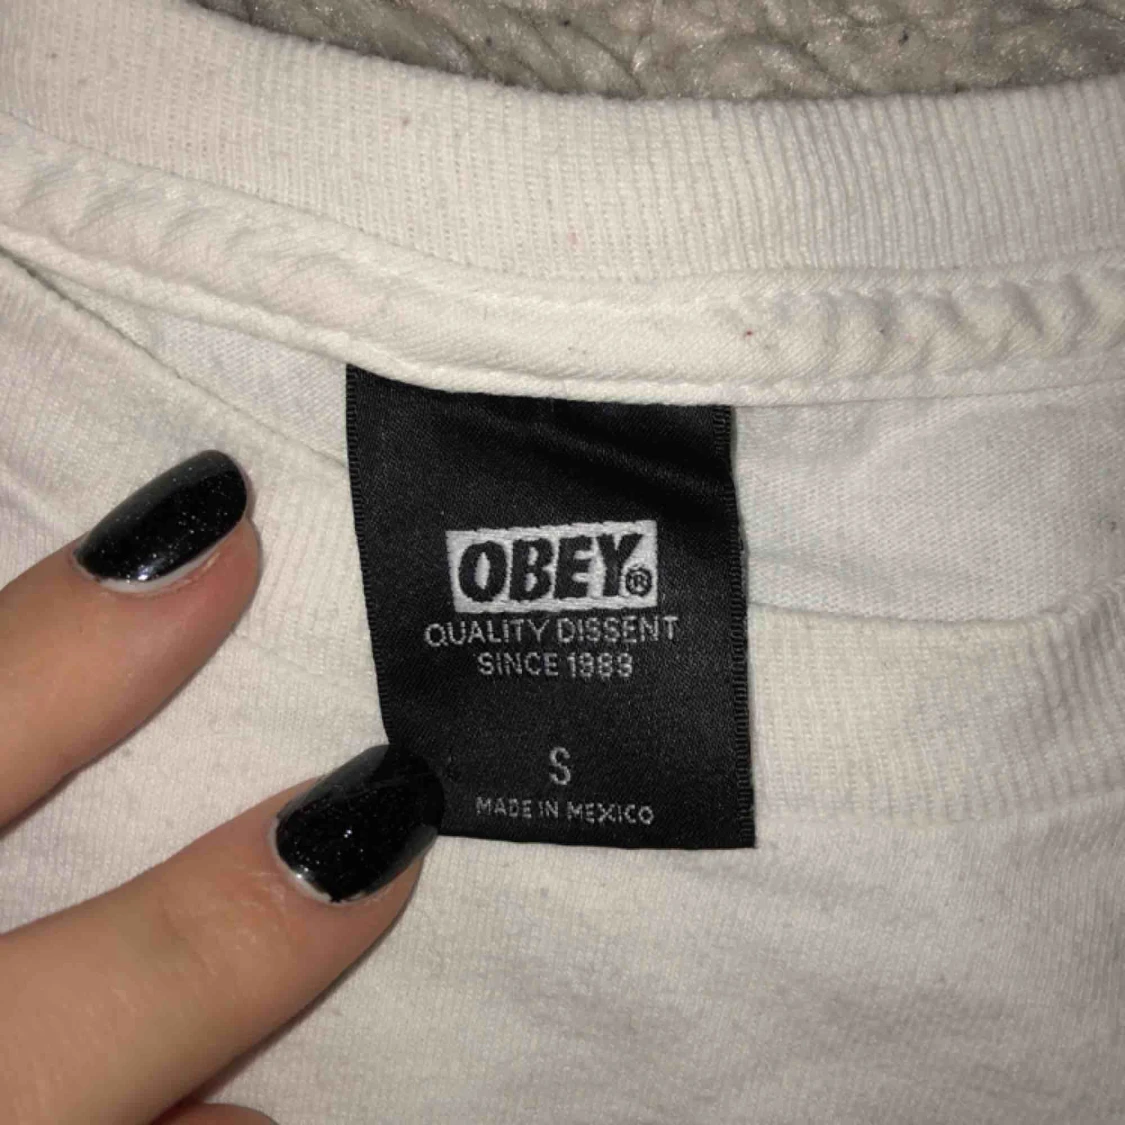 OBEY®
QUALITY DISSENT
SINCE 1989
S
MADE IN MEXICO